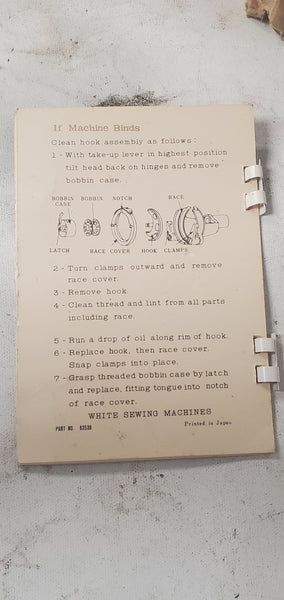 If Machine Binds
Clean hook assembly as follows:
1 - With take-up lever in highest position
tilt head back on hinges and remove
bobbin case.
BOBBIN CASE BOBBIN NOTCH RACE
LATCH RACE COVER HOOK CLAMPS
2 - Turn clamps outward and remove
race cover.
3 - Remove hook.
4 - Clean thread and lint from all parts
including race.
5 - Run a drop of oil along rim of hook.
6 - Replace hook, then race cover.
Snap clamps into place.
7 - Grasp threaded bobbin case by latch
and replace, fitting tongue into notch
of race cover.
WHITE SEWING MACHINES
PART NO. 63538 Printed in Japan